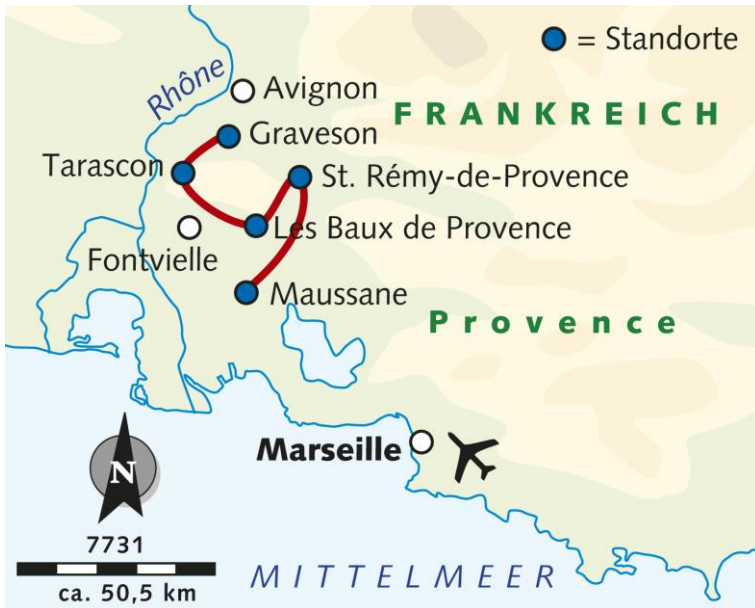 = Standorte
Rhône
Avignon
FRANKREICH
Graveson
Tarascon
St. Rémy-de-Provence
Les Baux de Provence
Fontvielle
Maussane
Provence
Marseille
N
7731
ca. 50,5 km
MITTELMEER